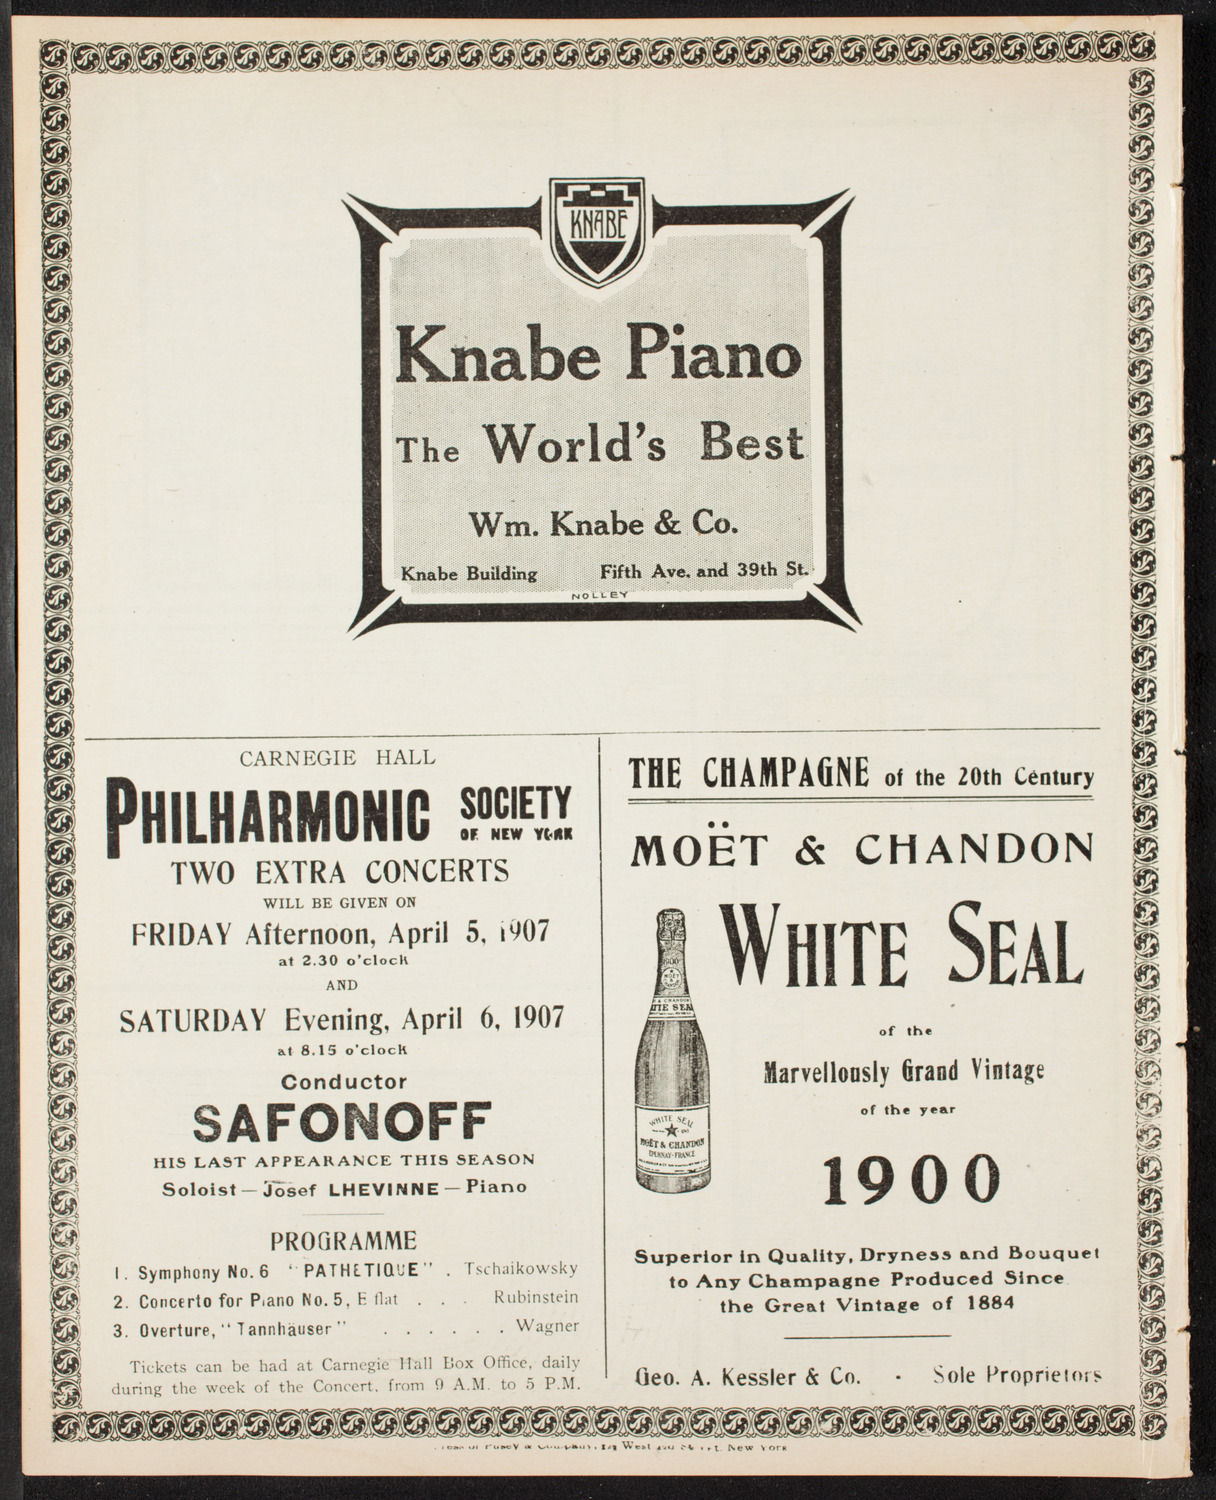 KNABE
Knabe Piano
The World's Best
Wm. Knabe & Co.
Knabe Building Fifth Ave. and 39th St.
NOLLEY
CARNEGIE HALL
PHILHARMONIC SOCIETY
OF NEW YORK
TWO EXTRA CONCERTS
WILL BE GIVEN ON
FRIDAY Afternoon, April 5, 1907
at 2.30 o'clock
AND
SATURDAY Evening, April 6, 1907
at 8.15 o'clock
Conductor
SAFONOFF
HIS LAST APPEARANCE THIS SEASON
Soloist — Josef LHEVINNE — Piano
PROGRAMME
1. Symphony No. 6 "PATHETIQUE" . Tschaikowsky
2. Concerto for Piano No. 5, E flat . . . Rubinstein
3. Overture, "Tannhäuser" . . . . . . Wagner
Tickets can be had at Carnegie Hall Box Office, daily
during the week of the Concert, from 9 A.M. to 5 P.M.
THE CHAMPAGNE of the 20th Century
MOËT & CHANDON
WHITE SEAL
of the
Marvellously Grand Vintage
of the year
1900
WHITE SEAL
MOËT & CHANDON
EPERNAY-FRANCE
Superior in Quality, Dryness and Bouquet
to Any Champagne Produced Since
the Great Vintage of 1884
Geo. A. Kessler & Co. - Sole Proprietors
Pusey & Company, West New York